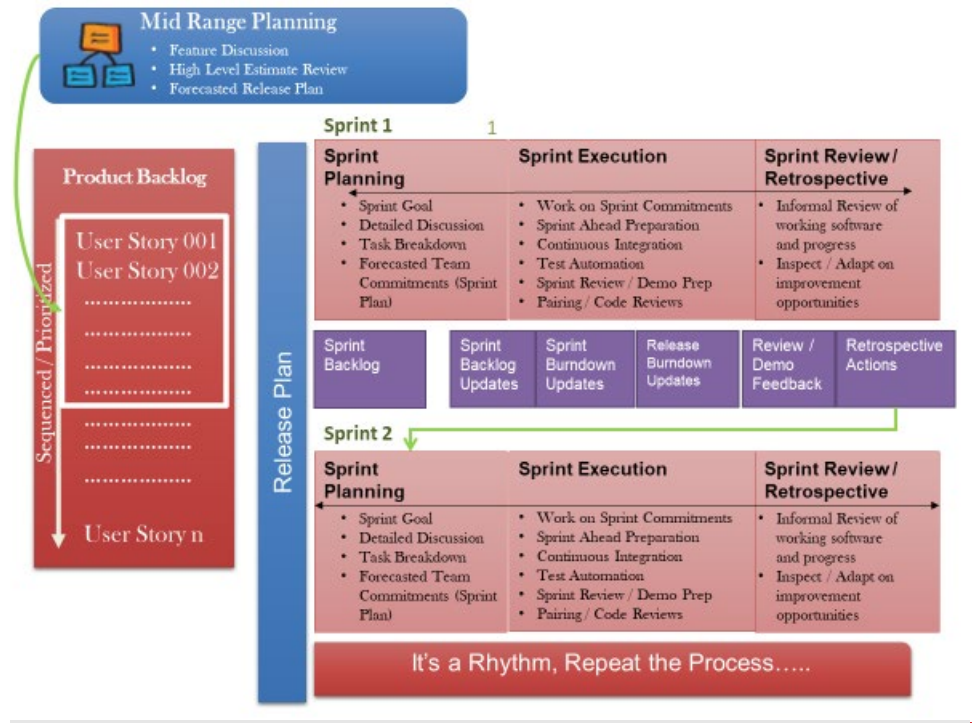 Mid Range Planning
• Feature Discussion
• High Level Estimate Review
• Forecasted Release Plan
Product Backlog
User Story 001
User Story 002
………………
………………
………………
………………
………………
………………
………………
User Story n
Sequenced / Prioritized
Release Plan
Sprint 1
1
Sprint
Planning
• Sprint Goal
• Detailed Discussion
• Task Breakdown
• Forecasted Team
Commitments (Sprint
Plan)
Sprint Execution
• Work on Sprint Commitments
• Sprint Ahead Preparation
• Continuous Integration
• Test Automation
• Sprint Review / Demo Prep
• Pairing / Code Reviews
Sprint Review /
Retrospective
• Informal Review of
working software
and progress
• Inspect / Adapt on
improvement
opportunities
Sprint
Backlog
Sprint
Backlog
Updates
Sprint
Burndown
Updates
Release
Burndown
Updates
Review /
Demo
Feedback
Retrospective
Actions
Sprint 2
Sprint
Planning
• Sprint Goal
• Detailed Discussion
• Task Breakdown
• Forecasted Team
Commitments (Sprint
Plan)
Sprint Execution
• Work on Sprint Commitments
• Sprint Ahead Preparation
• Continuous Integration
• Test Automation
• Sprint Review / Demo Prep
• Pairing / Code Reviews
Sprint Review /
Retrospective
• Informal Review of
working software
and progress
• Inspect / Adapt on
improvement
opportunities
It's a Rhythm, Repeat the Process…..